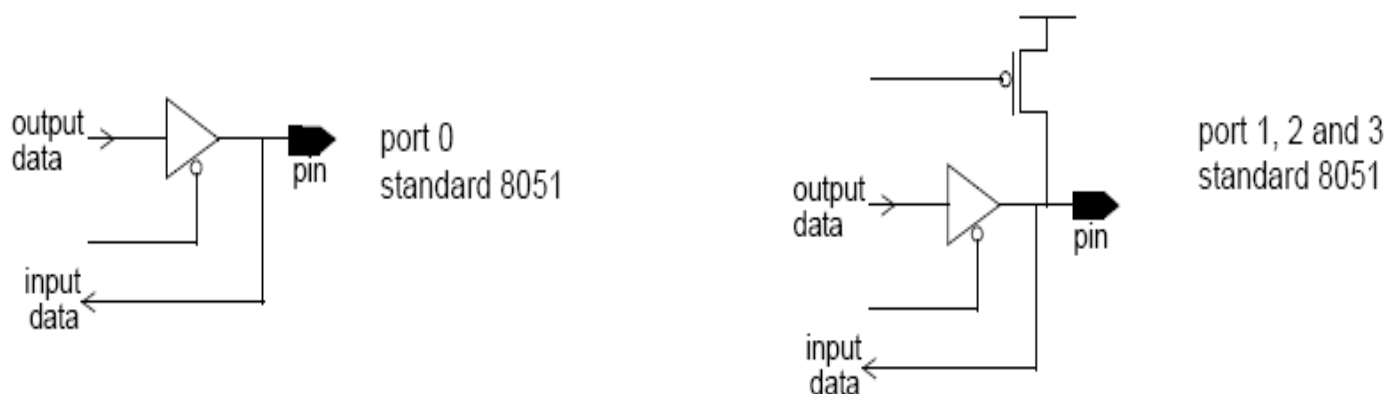 output
data
pin
port 0
standard 8051
input
data
output
data
pin
port 1, 2 and 3
standard 8051
input
data